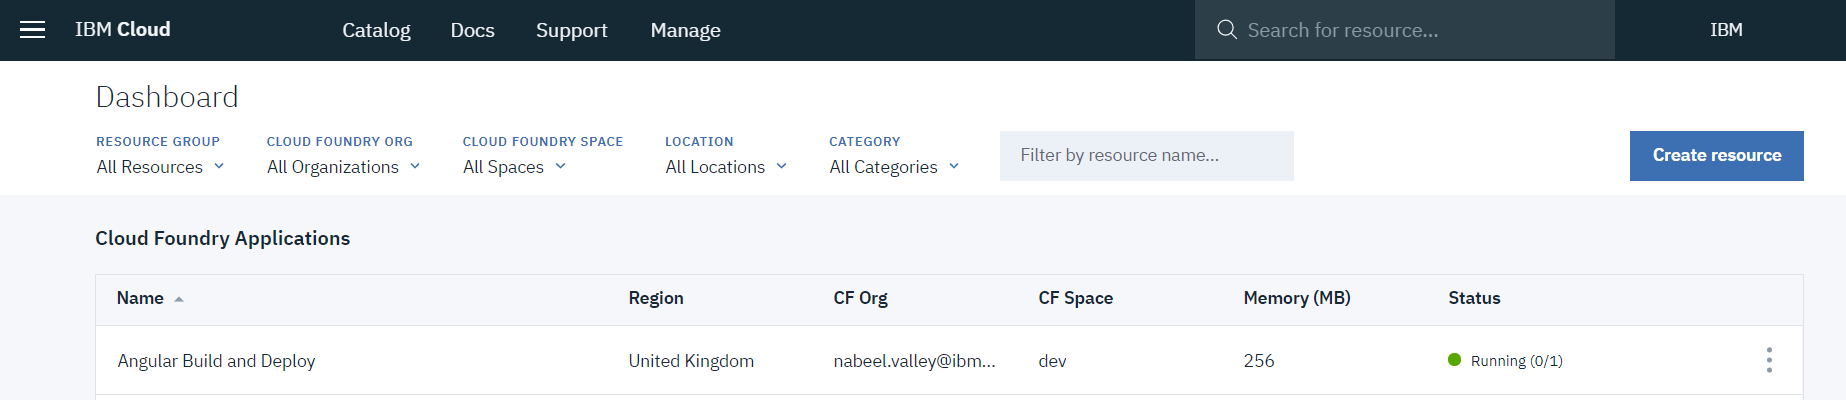 IBM Cloud Catalog Docs Support Manage Search for resource... IBM
Dashboard
RESOURCE GROUP CLOUD FOUNDRY ORG CLOUD FOUNDRY SPACE LOCATION CATEGORY
All Resources All Organizations All Spaces All Locations All Categories Filter by resource name... Create resource
Cloud Foundry Applications
Name Region CF Org CF Space Memory (MB) Status
Angular Build and Deploy United Kingdom nabeel.valley@ibm... dev 256 Running (0/1)